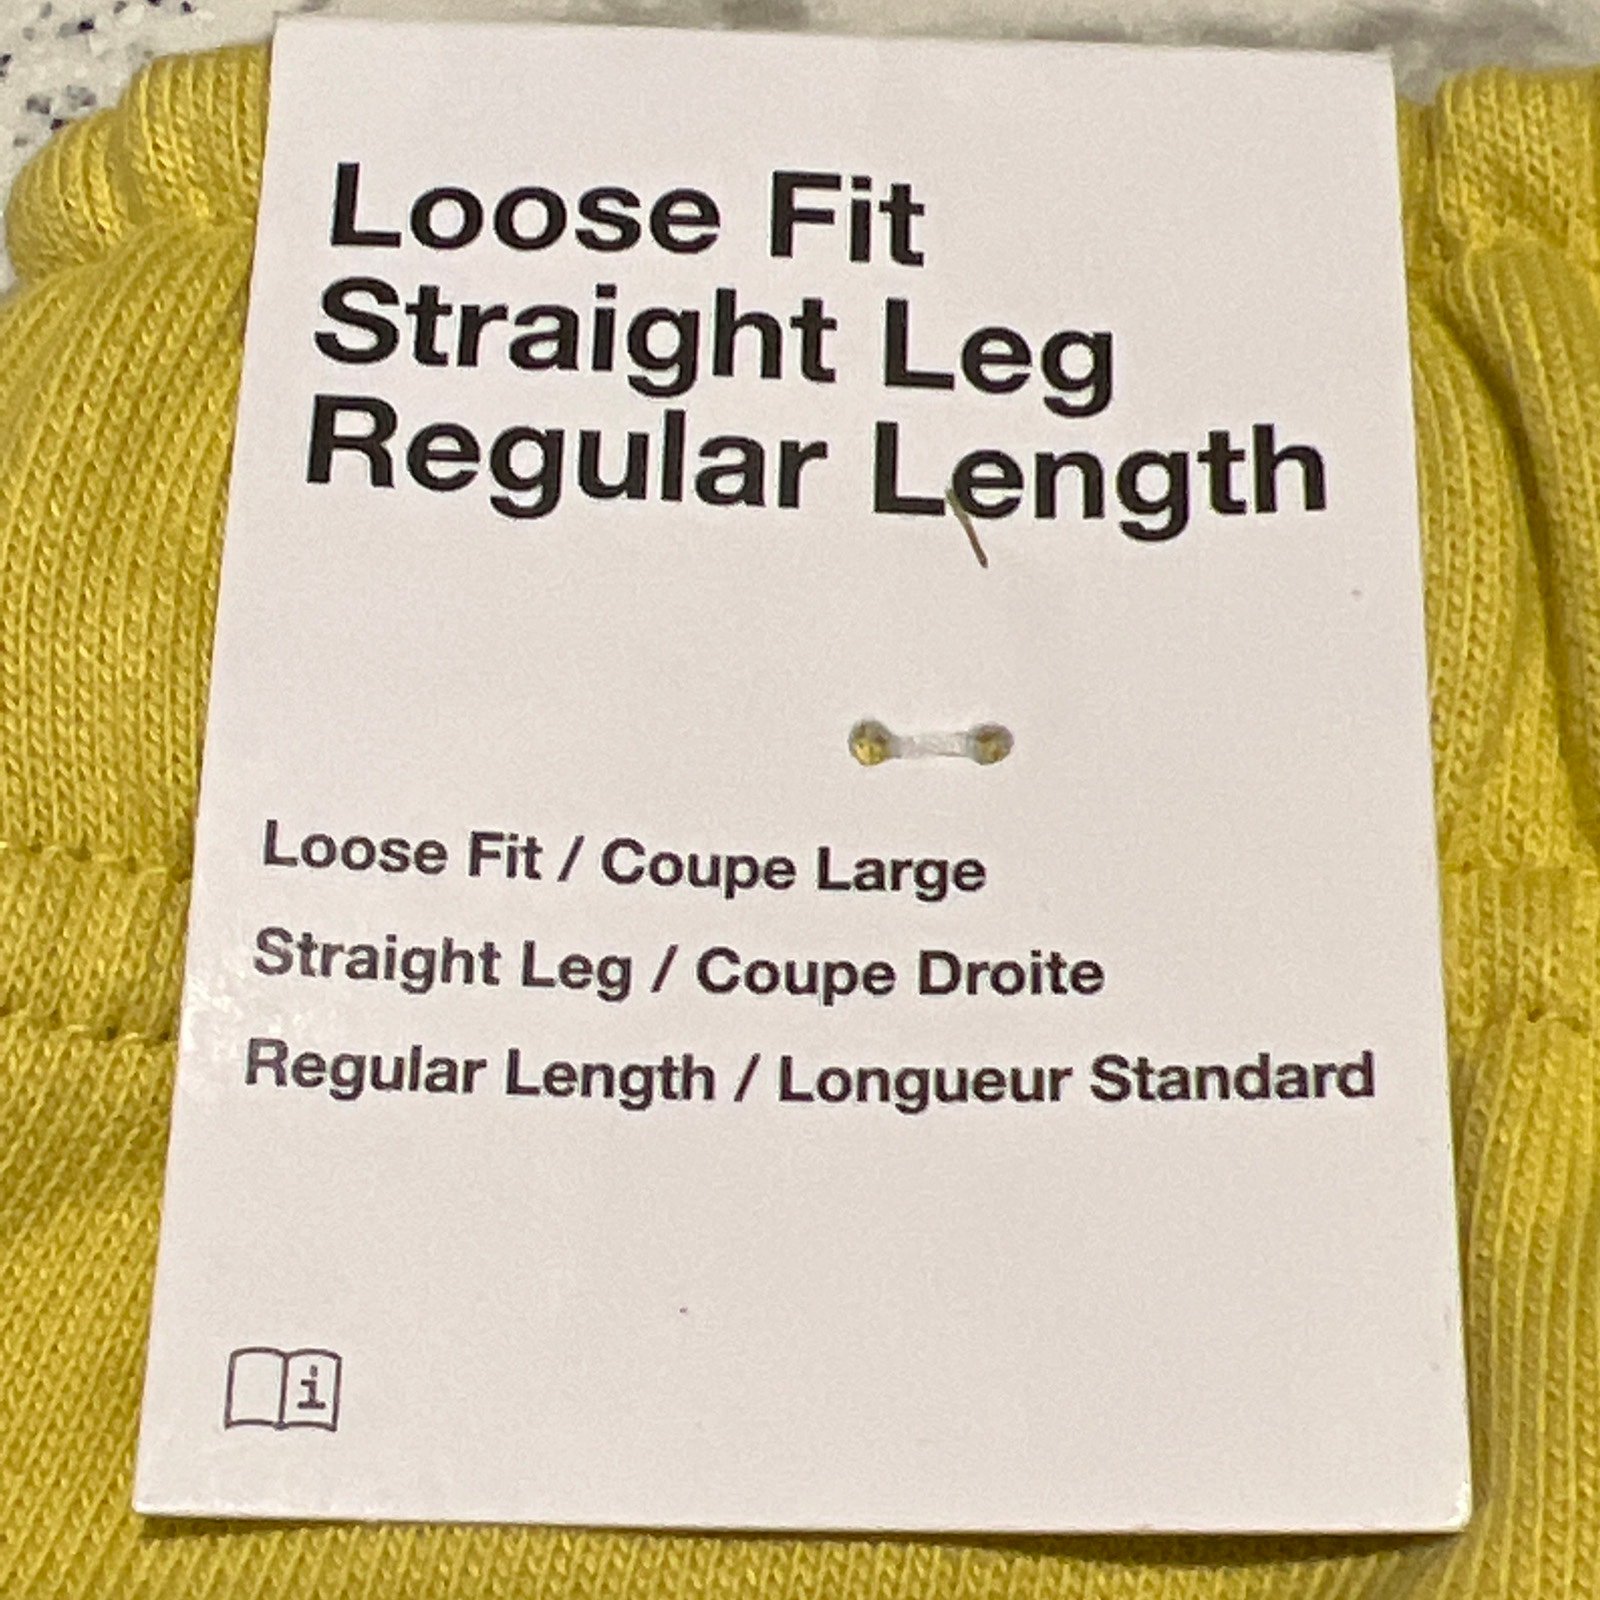 Loose Fit
Straight Leg
Regular Length
Loose Fit / Coupe Large
Straight Leg / Coupe Droite
Regular Length / Longueur Standard
i